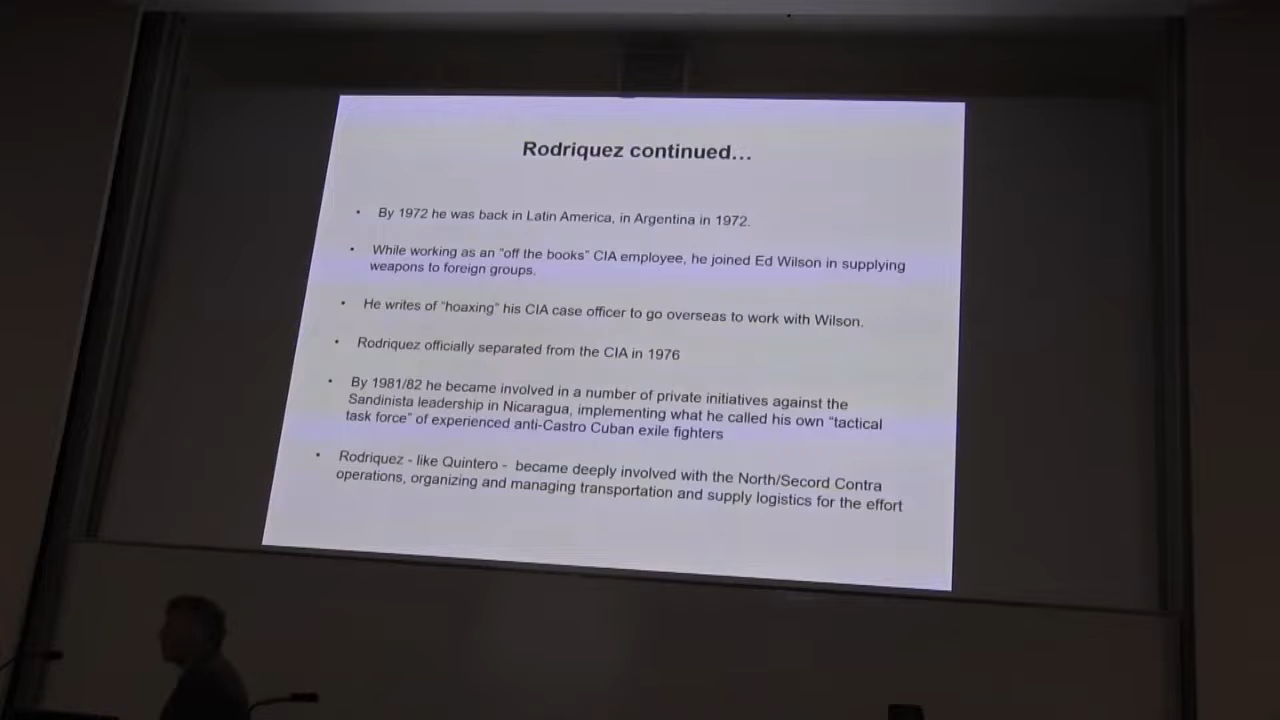 Rodriquez continued...
• By 1972 he was back in Latin America, in Argentina in 1972.
• While working as an "off the books" CIA employee, he joined Ed Wilson in supplying
weapons to foreign groups.
• He writes of "hoaxing" his CIA case officer to go overseas to work with Wilson.
• Rodriquez officially separated from the CIA in 1976
• By 1981/82 he became involved in a number of private initiatives against the
Sandinista leadership in Nicaragua, implementing what he called his own "tactical
task force" of experienced anti-Castro Cuban exile fighters
• Rodriquez - like Quintero - became deeply involved with the North/Secord Contra
operations, organizing and managing transportation and supply logistics for the effort